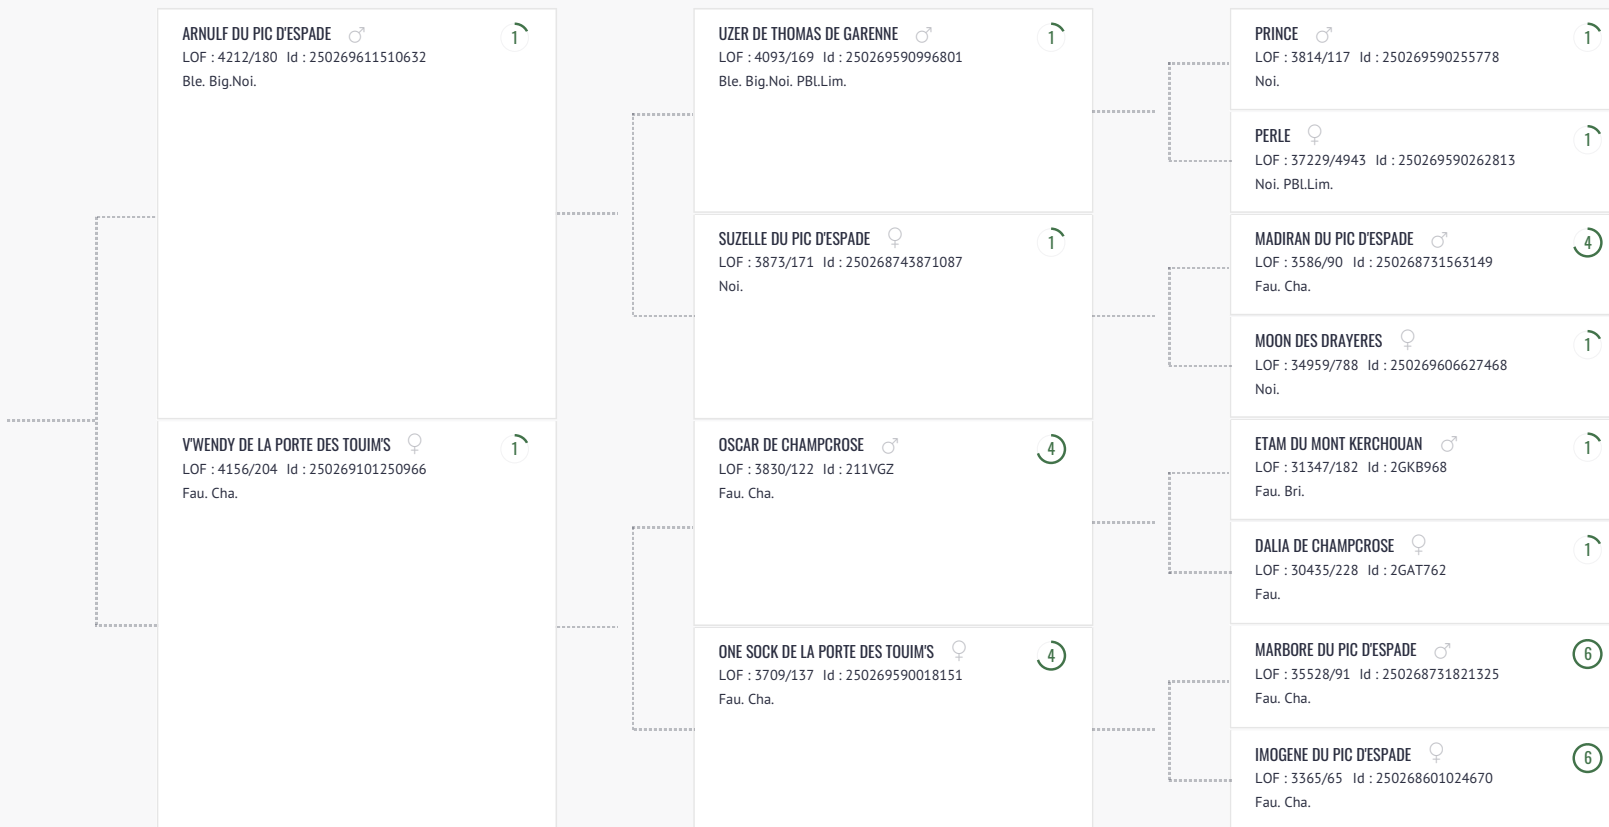 ARNULF DU PIC D'ESPADE ♂ 1
LOF : 4212/180 Id : 250269611510632
Ble. Big.Noi.
V'WENDY DE LA PORTE DES TOUIM'S ♀ 1
LOF : 4156/204 Id : 250269101250966
Fau. Cha.
UZER DE THOMAS DE GARENNE ♂ 1
LOF : 4093/169 Id : 250269590996801
Ble. Big.Noi. PBl.Lim.
SUZELLE DU PIC D'ESPADE ♀ 1
LOF : 3873/171 Id : 250268743871087
Noi.
OSCAR DE CHAMPCROSE ♂ 4
LOF : 3830/122 Id : 211VGZ
Fau. Cha.
ONE SOCK DE LA PORTE DES TOUIM'S ♀ 4
LOF : 3709/137 Id : 250269590018151
Fau. Cha.
PRINCE ♂ 1
LOF : 3814/117 Id : 250269590255778
Noi.
PERLE ♀ 1
LOF : 37229/4943 Id : 250269590262813
Noi. PBl.Lim.
MADIRAN DU PIC D'ESPADE ♂ 4
LOF : 3586/90 Id : 250268731563149
Fau. Cha.
MOON DES DRAYERES ♀ 1
LOF : 34959/788 Id : 250269606627468
Noi.
ETAM DU MONT KERCHOUAN ♂ 1
LOF : 31347/182 Id : 2GKB968
Fau. Bri.
DALIA DE CHAMPCROSE ♀ 1
LOF : 30435/228 Id : 2GAT762
Fau.
MARBORE DU PIC D'ESPADE ♂ 6
LOF : 35528/91 Id : 250268731821325
Fau. Cha.
IMOGENE DU PIC D'ESPADE ♀ 6
LOF : 3365/65 Id : 250268601024670
Fau. Cha.